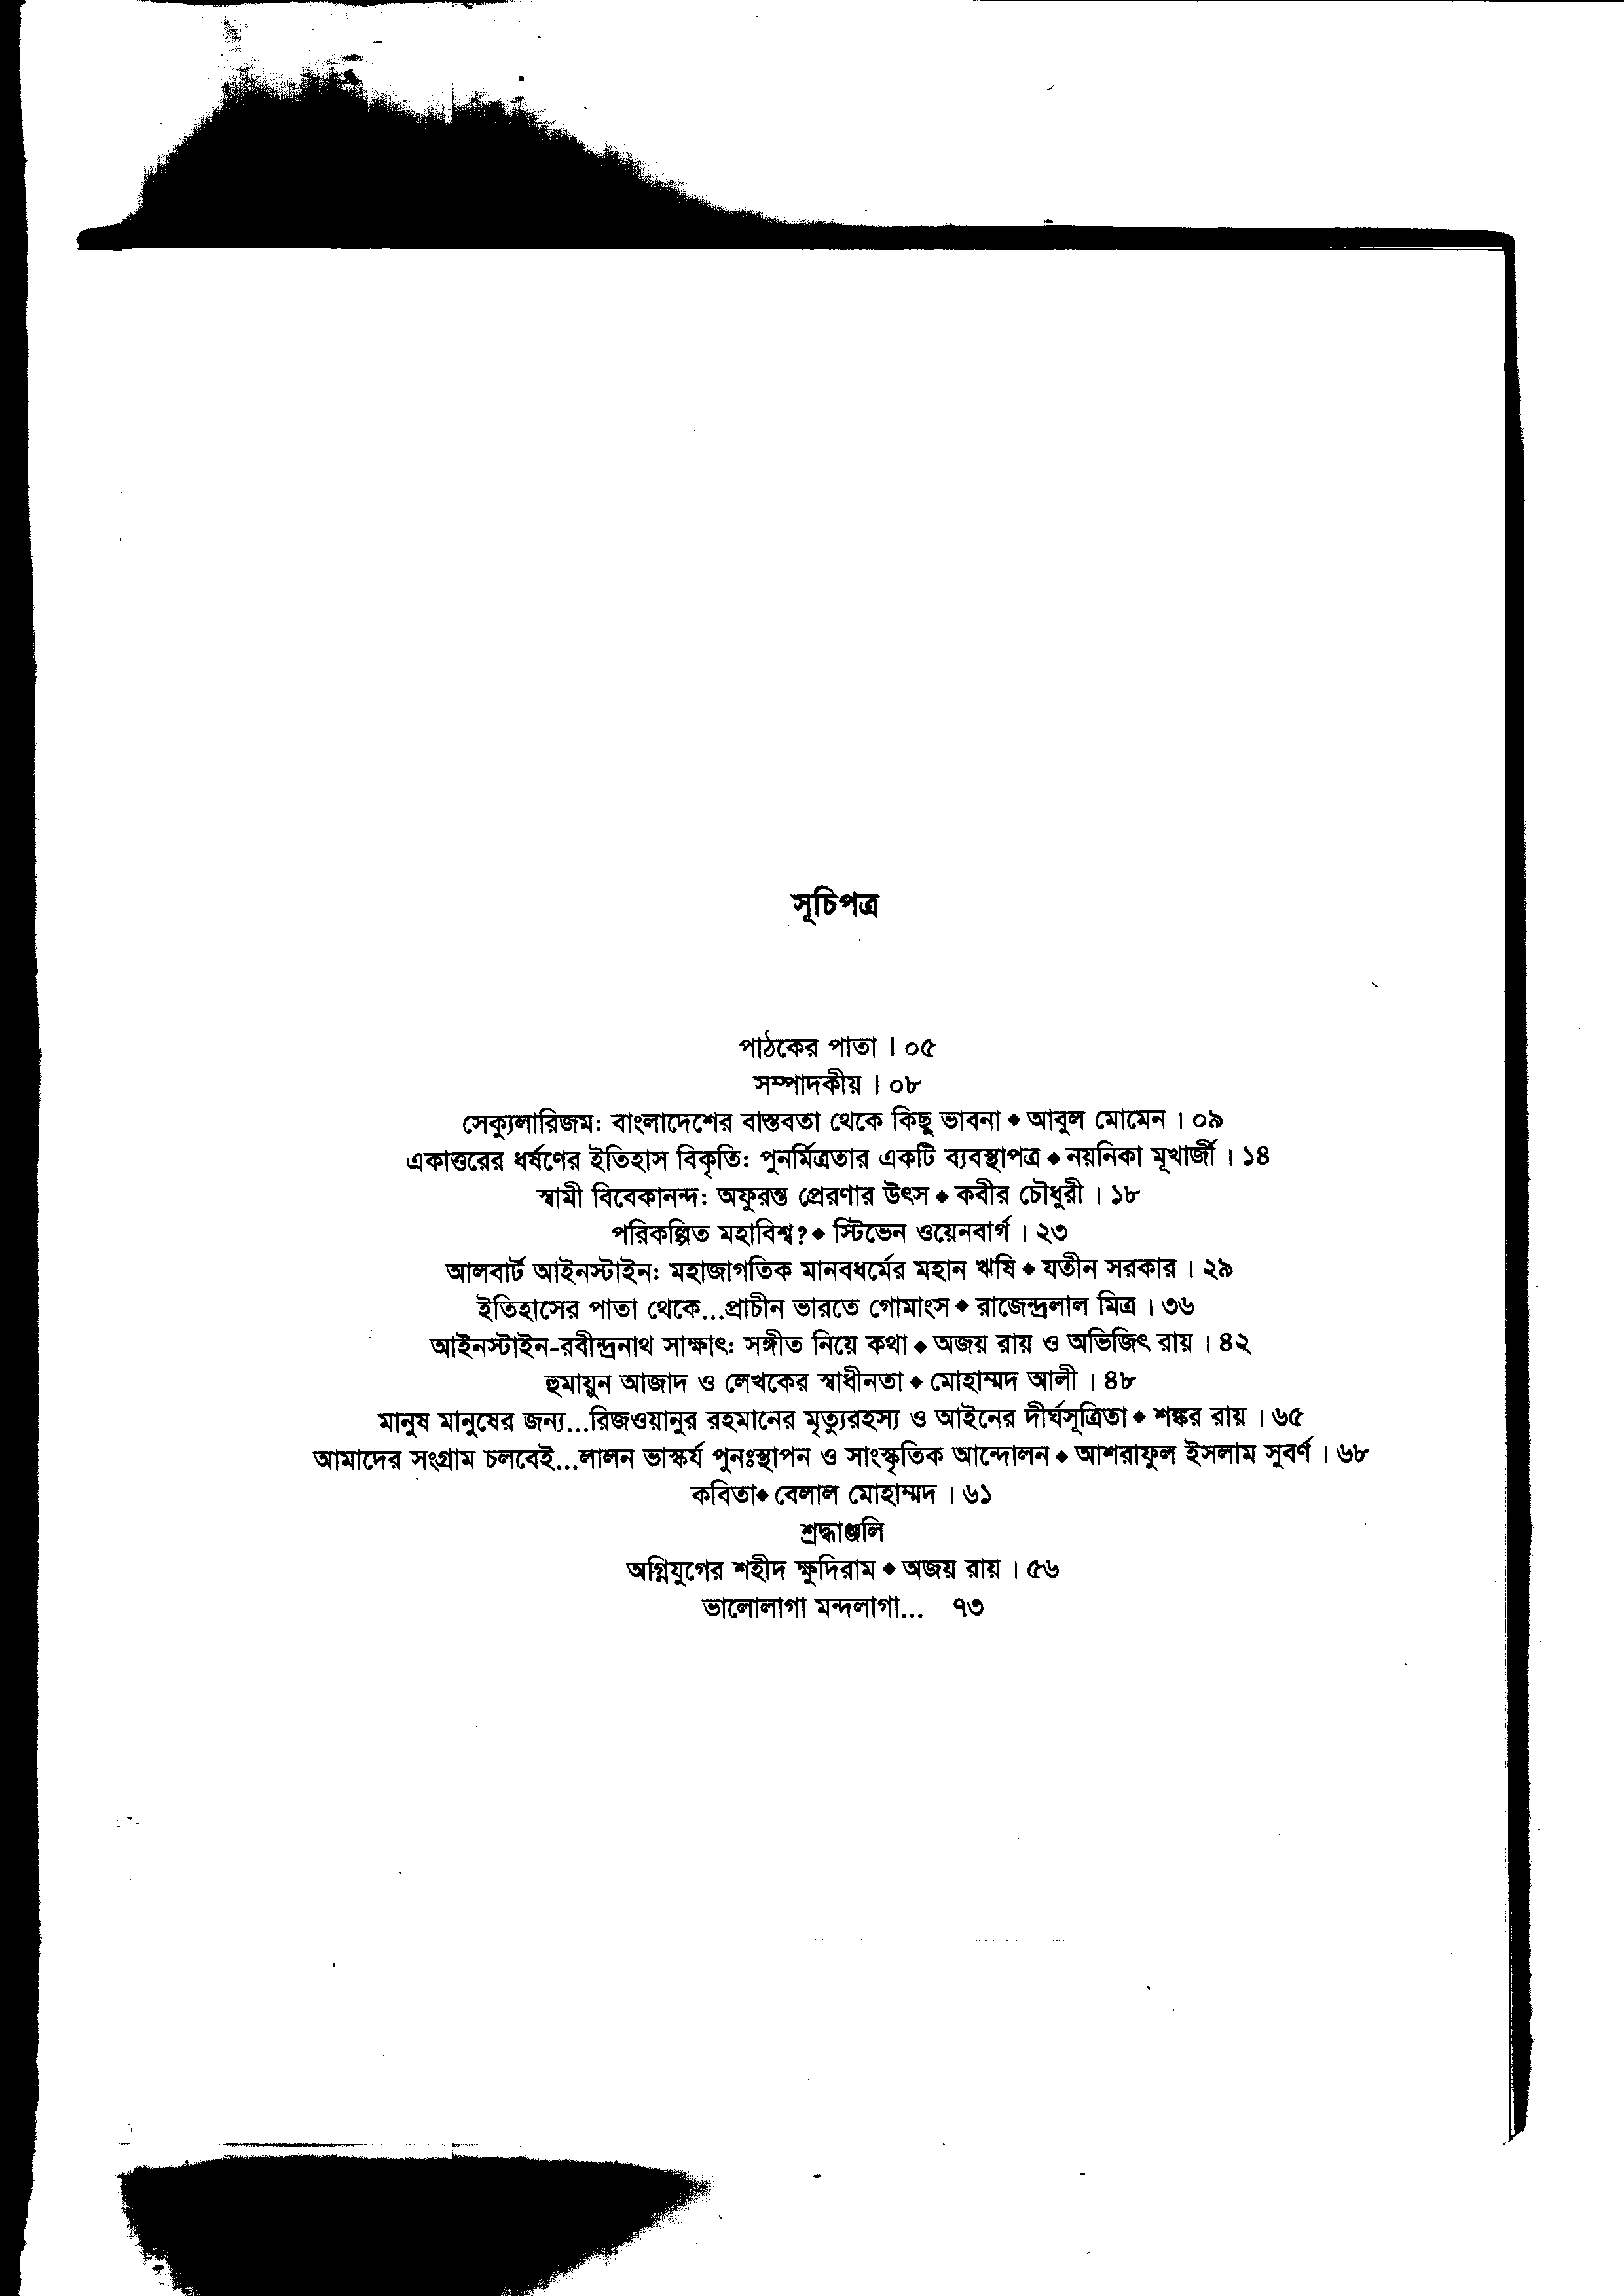 সূচিপত্র
পাঠকের পাতা । ০৫
সম্পাদকীয় । ০৮
সেক্যুলারিজম: বাংলাদেশের বাস্তবতা থেকে কিছু ভাবনা ◆ আবুল মোমেন । ০৯
একাত্তরের ধর্ষণের ইতিহাস বিকৃতি: পুনর্মিত্রতার একটি ব্যবস্থাপত্র ◆ নয়নিকা মূখার্জী । ১৪
স্বামী বিবেকানন্দ: অফুরন্ত প্রেরণার উৎস ◆ কবীর চৌধুরী । ১৮
পরিকল্পিত মহাবিশ্ব? ◆ স্টিভেন ওয়েনবার্গ । ২৩
আলবার্ট আইনস্টাইন: মহাজাগতিক মানবধর্মের মহান ঋষি ◆ যতীন সরকার । ২৯
ইতিহাসের পাতা থেকে...প্রাচীন ভারতে গোমাংস ◆ রাজেন্দ্রলাল মিত্র । ৩৬
আইনস্টাইন-রবীন্দ্রনাথ সাক্ষাৎ: সঙ্গীত নিয়ে কথা ◆ অজয় রায় ও অভিজিৎ রায় । ৪২
হুমায়ুন আজাদ ও লেখকের স্বাধীনতা ◆ মোহাম্মদ আলী । ৪৮
মানুষ মানুষের জন্য...রিজওয়ানুর রহমানের মৃত্যুরহস্য ও আইনের দীর্ঘসূত্রিতা ◆ শঙ্কর রায় । ৬৫
আমাদের সংগ্রাম চলবেই...লালন ভাস্কর্য পুনঃস্থাপন ও সাংস্কৃতিক আন্দোলন ◆ আশরাফুল ইসলাম সুবর্ণ । ৬৮
কবিতা◆ বেলাল মোহাম্মদ । ৬১
শ্রদ্ধাঞ্জলি
অগ্নিযুগের শহীদ ক্ষুদিরাম ◆ অজয় রায় । ৫৬
ভালোলাগা মন্দলাগা... ৭৩